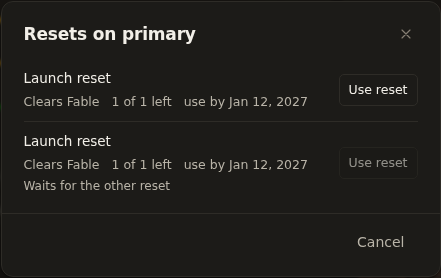 Resets on primary
Launch reset
Clears Fable 1 of 1 left use by Jan 12, 2027
Use reset
Launch reset
Clears Fable 1 of 1 left use by Jan 12, 2027
Waits for the other reset
Use reset
Cancel